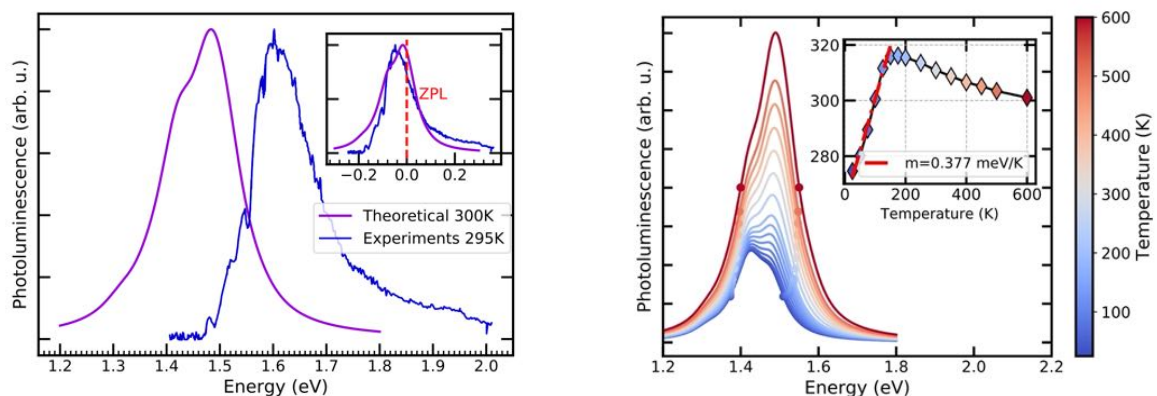 Photoluminescence (arb. u.)
ZPL
−0.2 0.0 0.2
Theoretical 300K
Experiments 295K
1.2 1.3 1.4 1.5 1.6 1.7 1.8 1.9 2.0
Energy (eV)
Photoluminescence (arb. u.)
320
300
280
m=0.377 meV/K
0 200 400 600
Temperature (K)
1.2 1.4 1.6 1.8 2.0 2.2
Energy (eV)
600
500
400
300
200
100
Temperature (K)